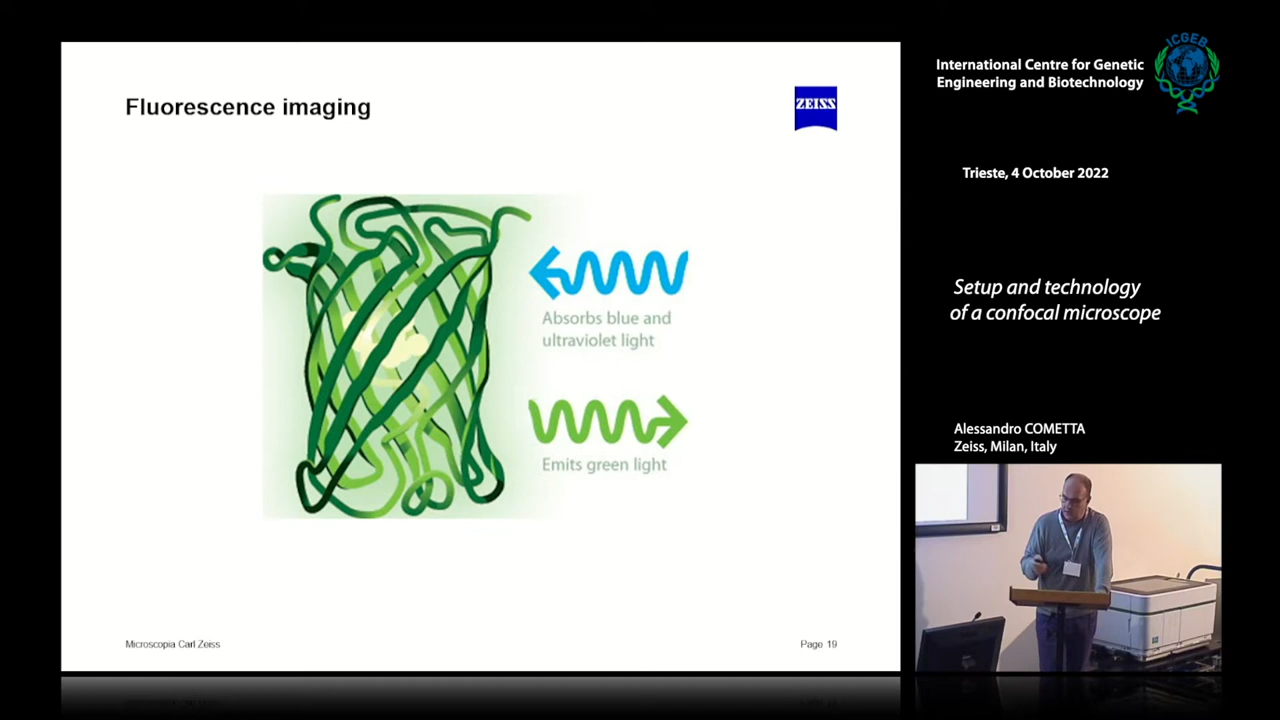 Fluorescence imaging
ZEISS
Absorbs blue and
ultraviolet light
Emits green light
Microscopia Carl Zeiss
Page 19
International Centre for Genetic
Engineering and Biotechnology
ICGEB
Trieste, 4 October 2022
Setup and technology
of a confocal microscope
Alessandro COMETTA
Zeiss, Milan, Italy